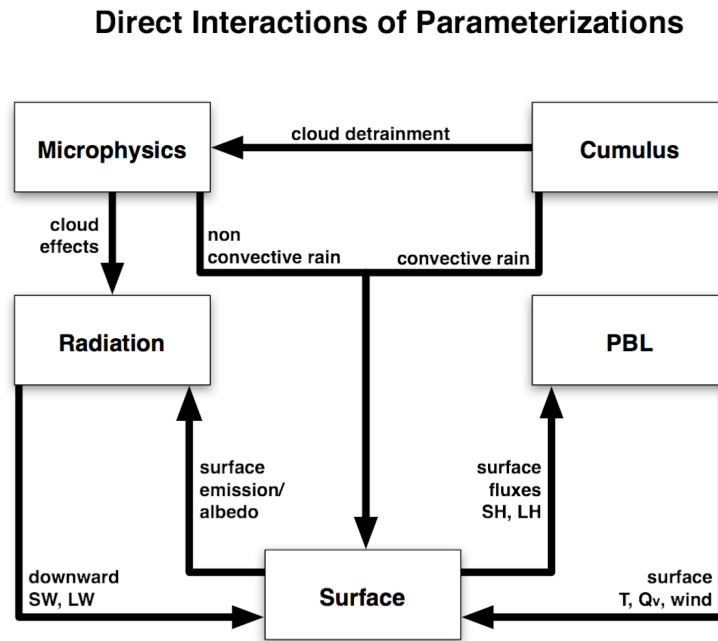 Direct Interactions of Parameterizations
Microphysics
cloud detrainment
Cumulus
cloud
effects
non
convective rain
convective rain
Radiation
PBL
surface
emission/
albedo
surface
fluxes
SH, LH
downward
SW, LW
Surface
surface
T, Qv, wind